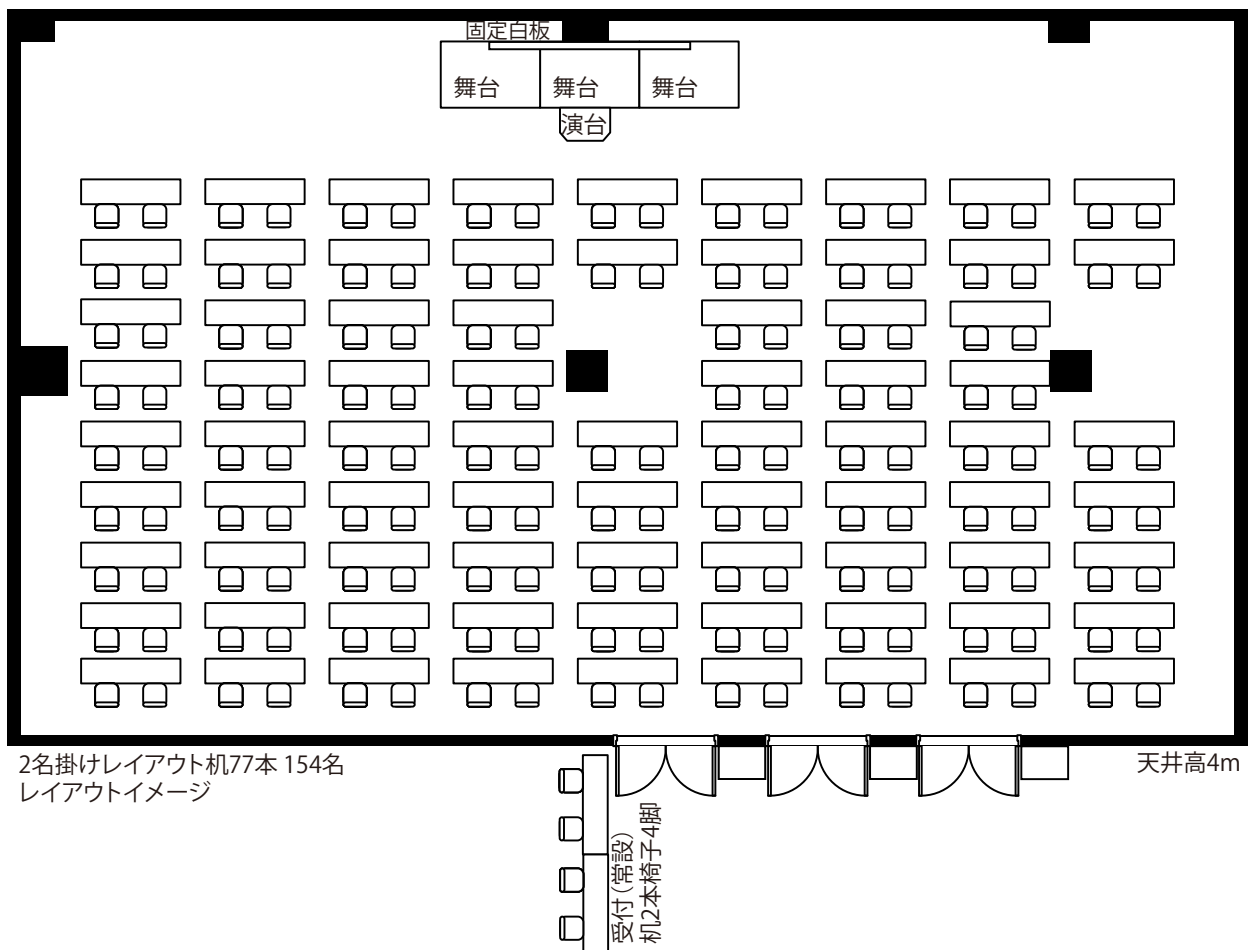 固定白板
舞台 舞台 舞台
演台
2名掛けレイアウト机77本 154名
レイアウトイメージ
天井高4m
受付（常設）
机2本椅子4脚